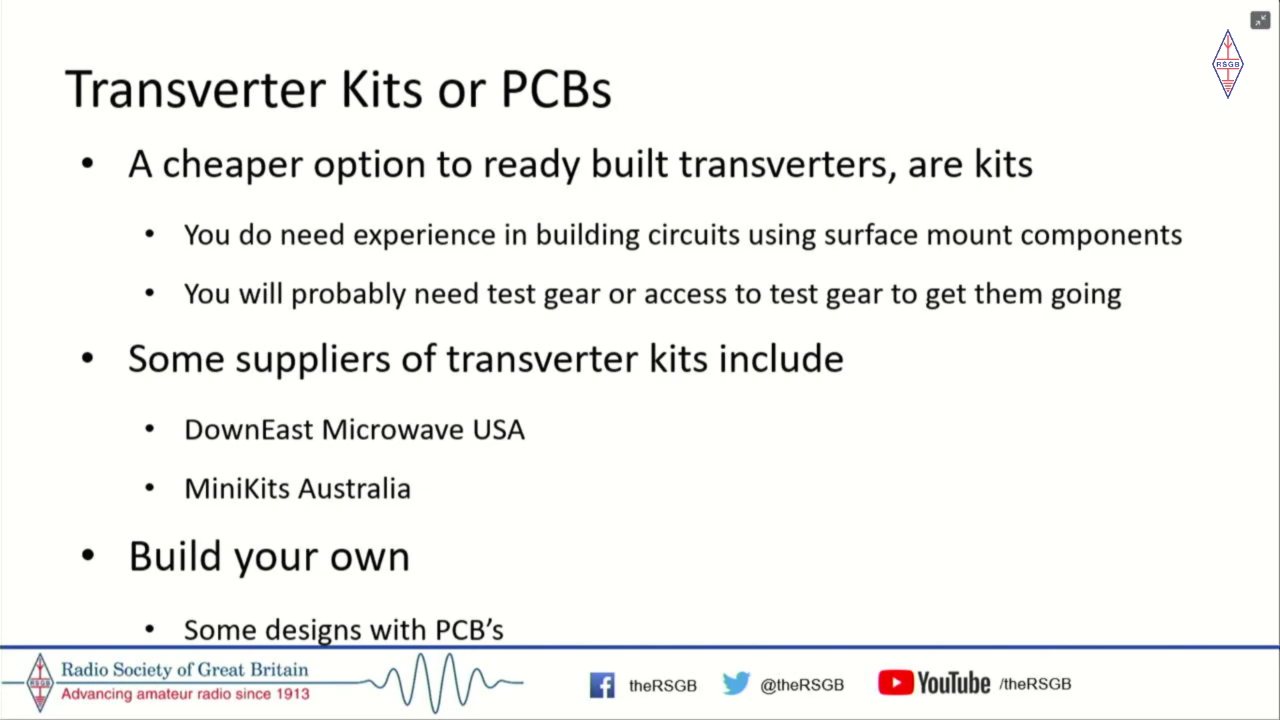 RSGB
Transverter Kits or PCBs
• A cheaper option to ready built transverters, are kits
• You do need experience in building circuits using surface mount components
• You will probably need test gear or access to test gear to get them going
• Some suppliers of transverter kits include
• DownEast Microwave USA
• MiniKits Australia
• Build your own
• Some designs with PCB's
RSGB
Radio Society of Great Britain
Advancing amateur radio since 1913
theRSGB
@theRSGB
YouTube /theRSGB